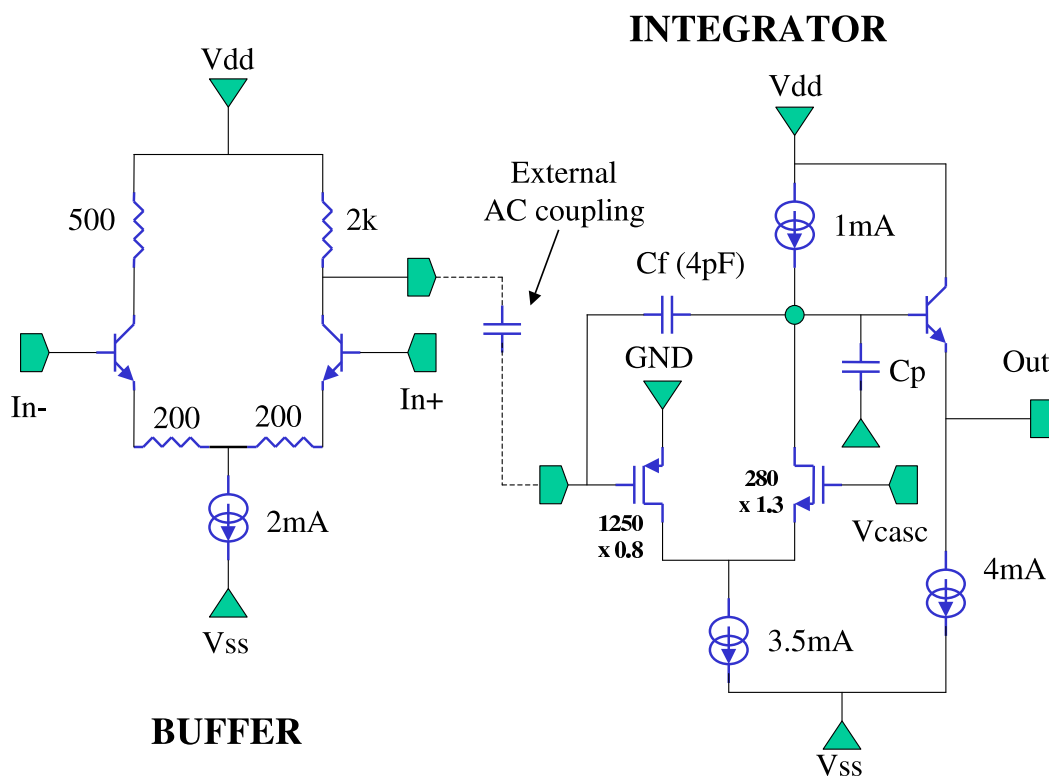 INTEGRATOR
Vdd
Vdd
External
AC coupling
500
2k
1mA
Cf (4pF)
GND
Cp
Out
In-
In+
200
200
280
x 1.3
1250
x 0.8
Vcasc
2mA
4mA
3.5mA
Vss
BUFFER
Vss